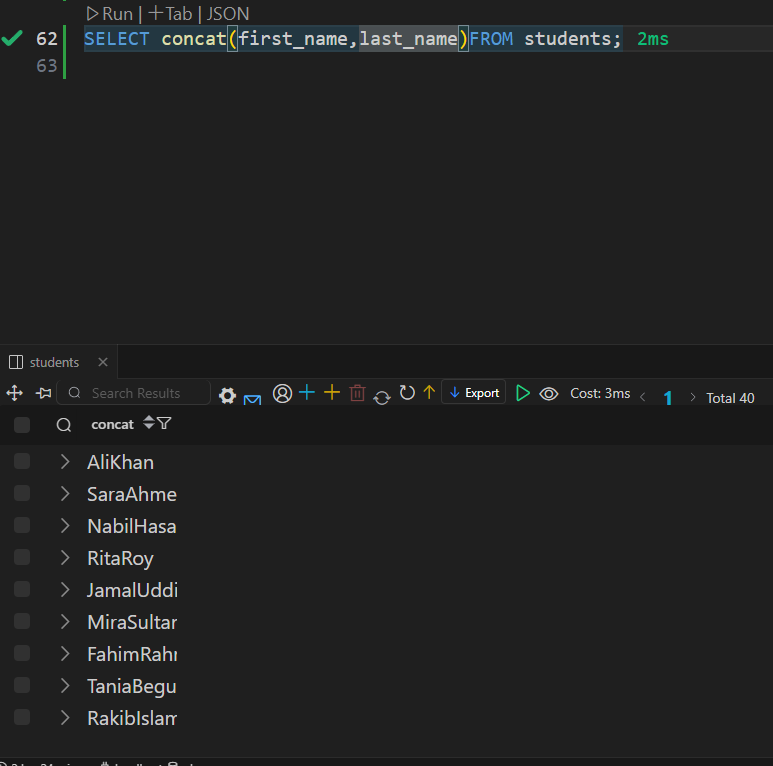 Run | Tab | JSON
62 SELECT concat(first_name,last_name)FROM students; 2ms
63
students
Search Results Export Cost: 3ms 1 Total 40
concat
AliKhan
SaraAhme
NabilHasa
RitaRoy
JamalUddi
MiraSultar
FahimRahr
TaniaBegu
RakibIslam